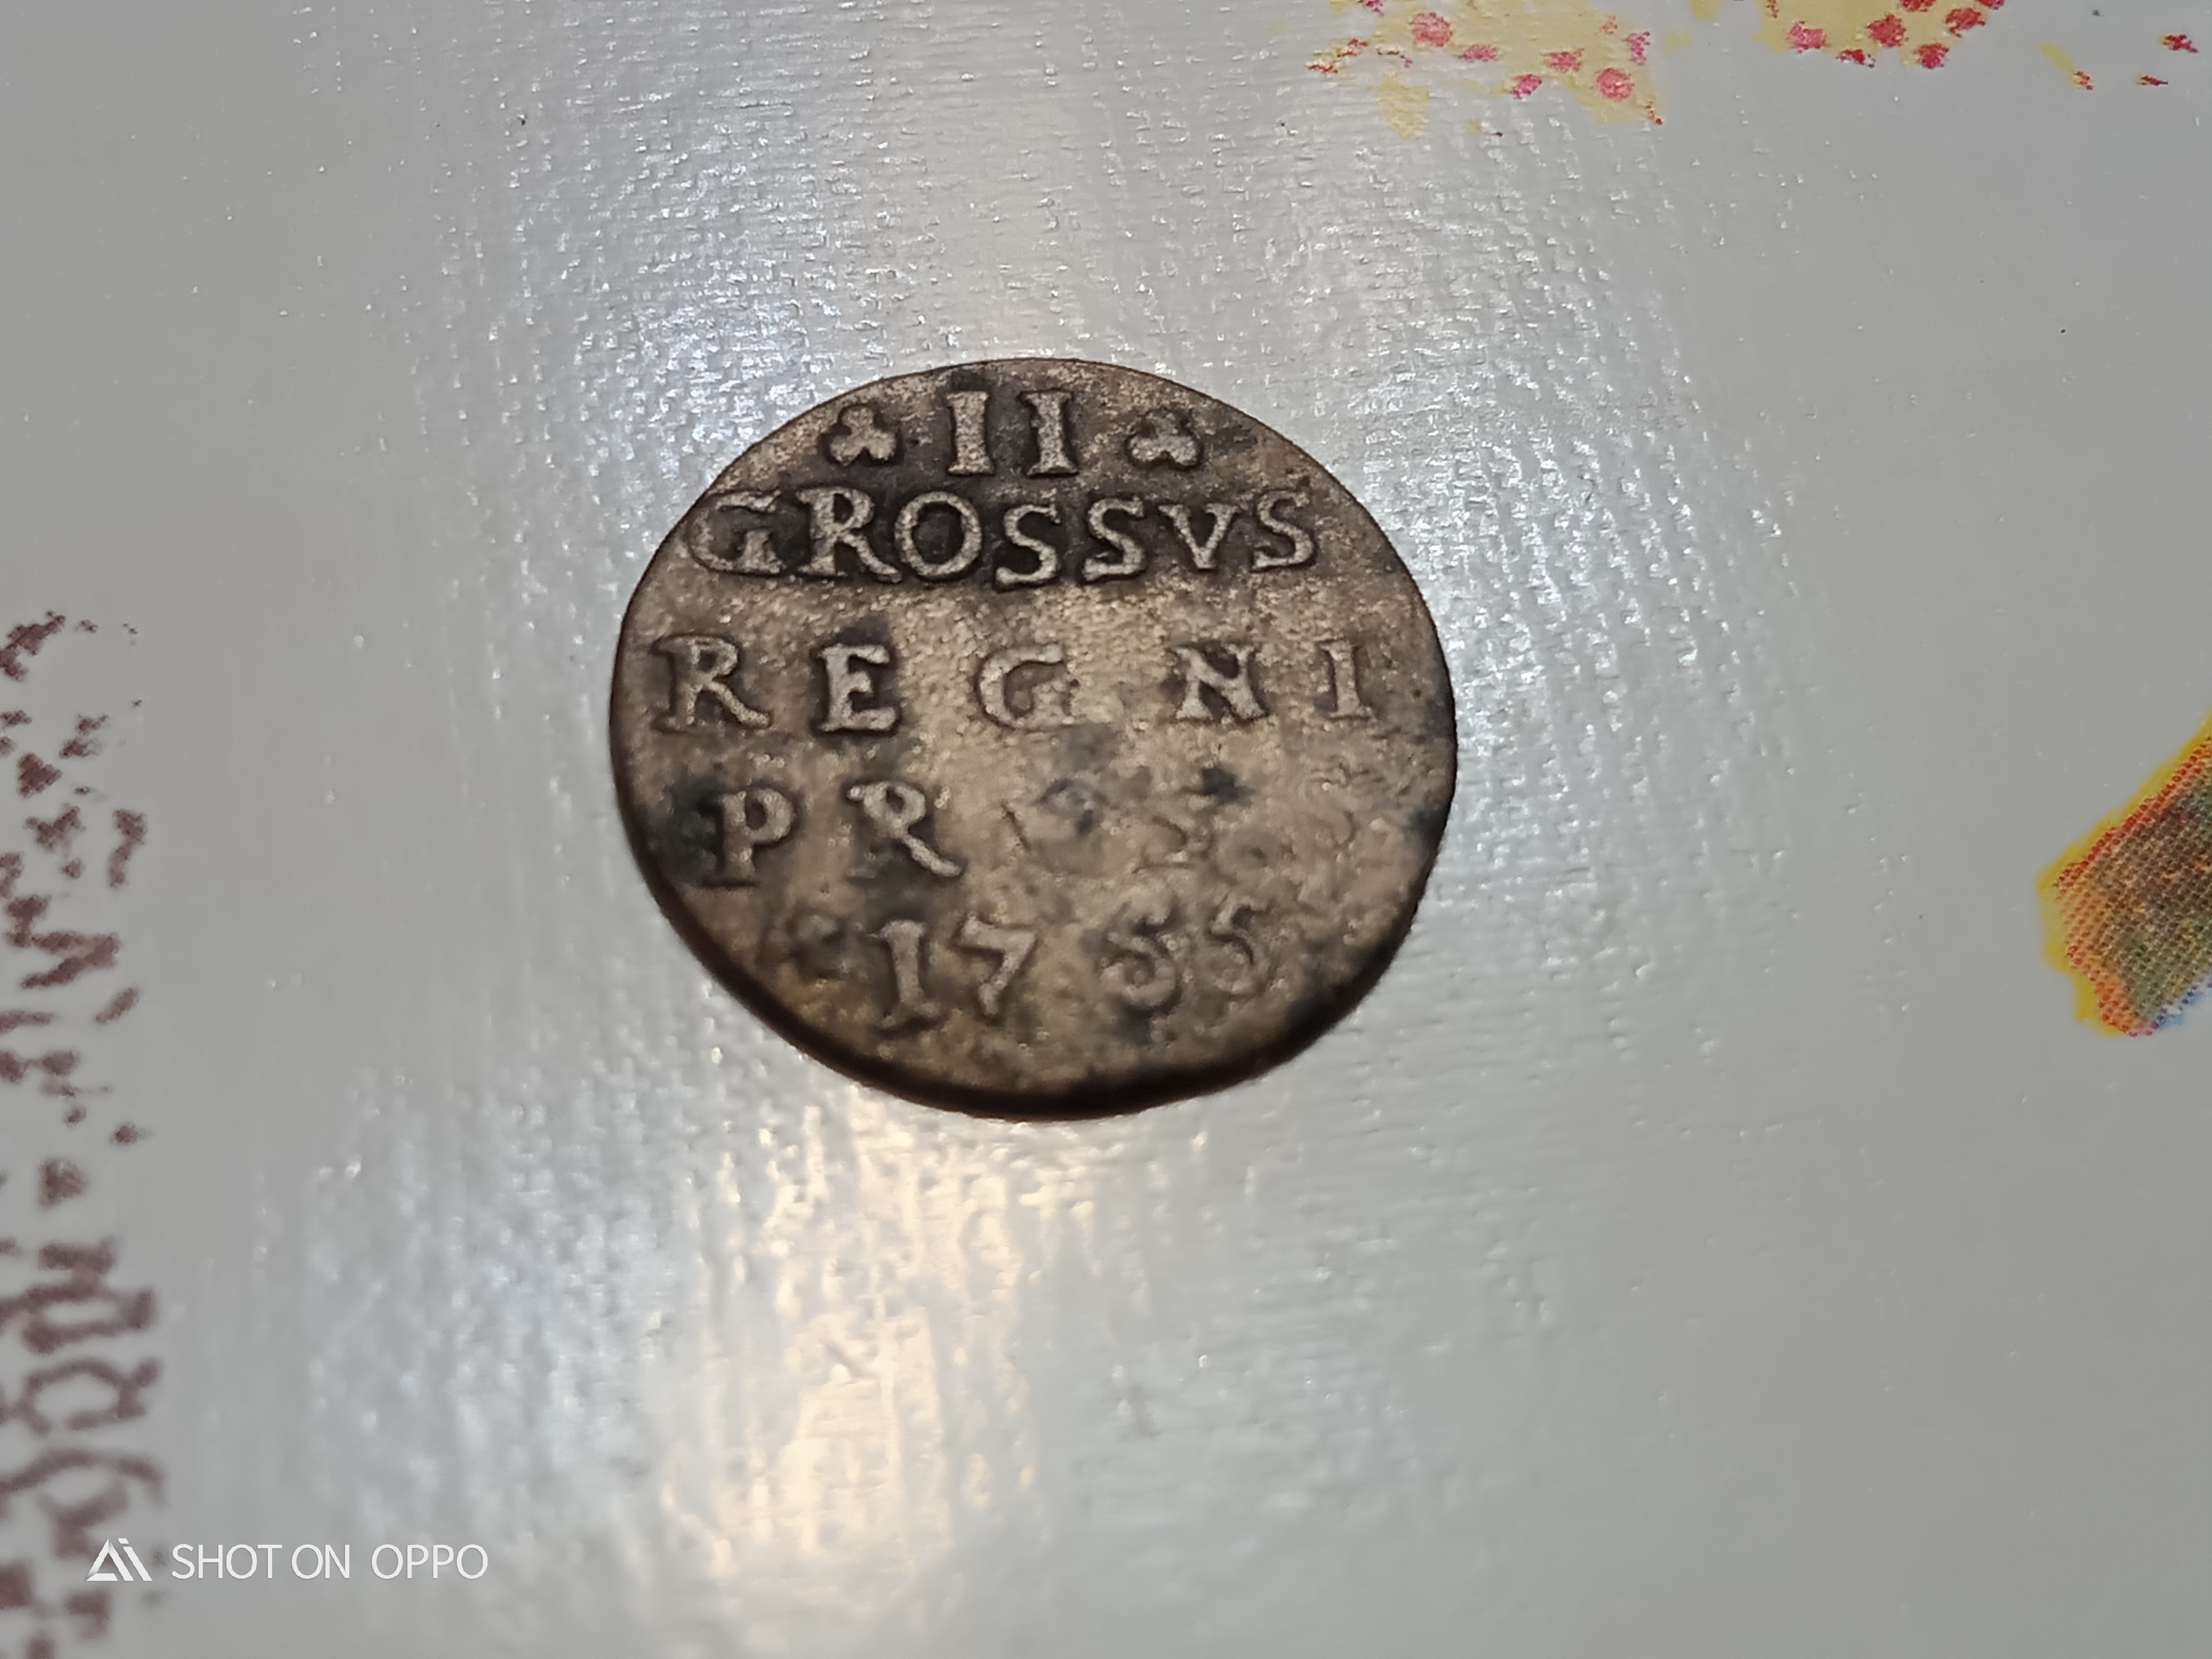 II
GROSSVS
REGNI
PR
1755
SHOT ON OPPO